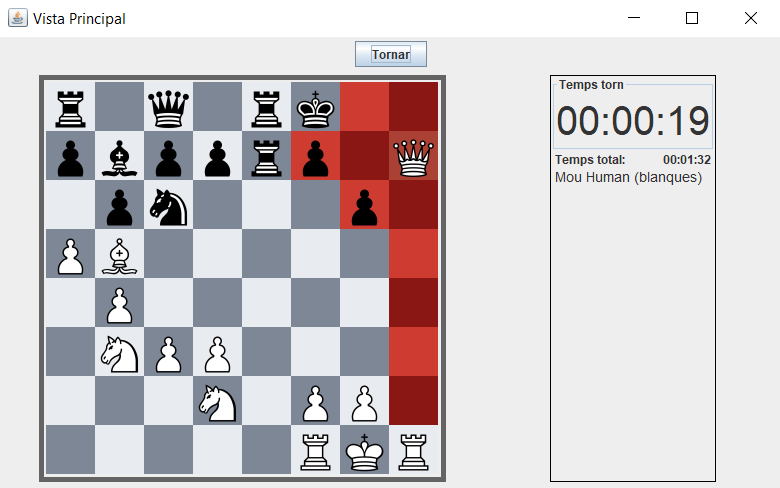 Vista Principal
Tornar
Temps torn
00:00:19
Temps total: 00:01:32
Mou Human (blanques)